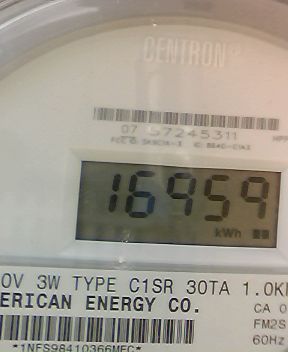 CENTRON®
07 57245311
16959
kWh
0V 3W TYPE C1SR 30TA 1.0K
ERICAN ENERGY CO.
CA 0
FM2S
60Hz
*1NFS98410366MFC*